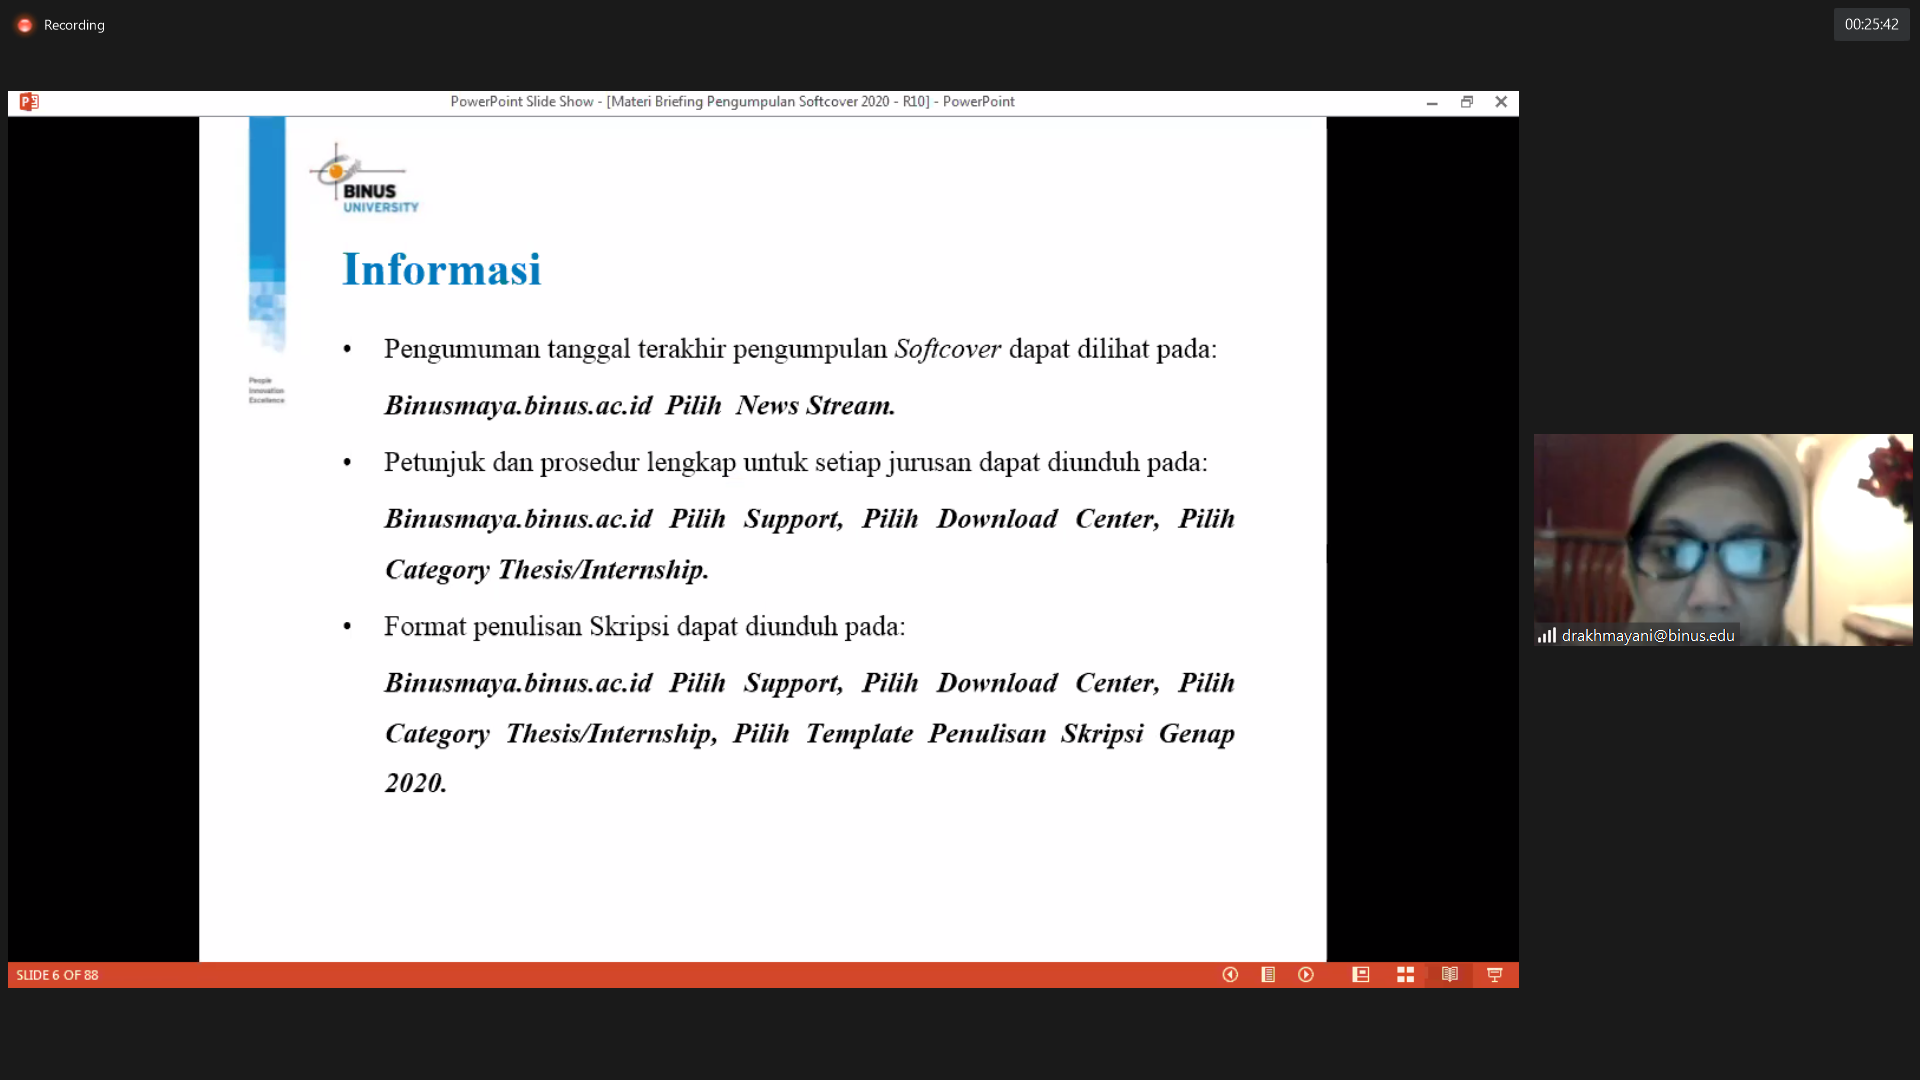 Recording
00:25:42
PowerPoint Slide Show - [Materi Briefing Pengumpulan Softcover 2020 - R10] - PowerPoint
BINUS
UNIVERSITY
Informasi
• Pengumuman tanggal terakhir pengumpulan Softcover dapat dilihat pada:
Binusmaya.binus.ac.id Pilih News Stream.
People
Innovation
Excellence
• Petunjuk dan prosedur lengkap untuk setiap jurusan dapat diunduh pada:
Binusmaya.binus.ac.id Pilih Support, Pilih Download Center, Pilih
Category Thesis/Internship.
• Format penulisan Skripsi dapat diunduh pada:
Binusmaya.binus.ac.id Pilih Support, Pilih Download Center, Pilih
Category Thesis/Internship, Pilih Template Penulisan Skripsi Genap
2020.
drakhmayani@binus.edu
SLIDE 6 OF 88